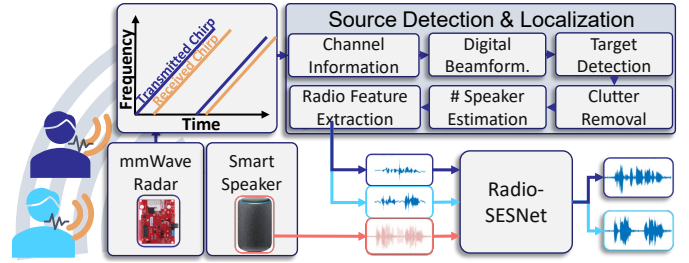 Source Detection & Localization
Frequency
Transmitted Chirp
Received Chirp
Time
Channel
Information
Digital
Beamform.
Target
Detection
Radio Feature
Extraction
# Speaker
Estimation
Clutter
Removal
mmWave
Radar
Smart
Speaker
Radio-
SESNet